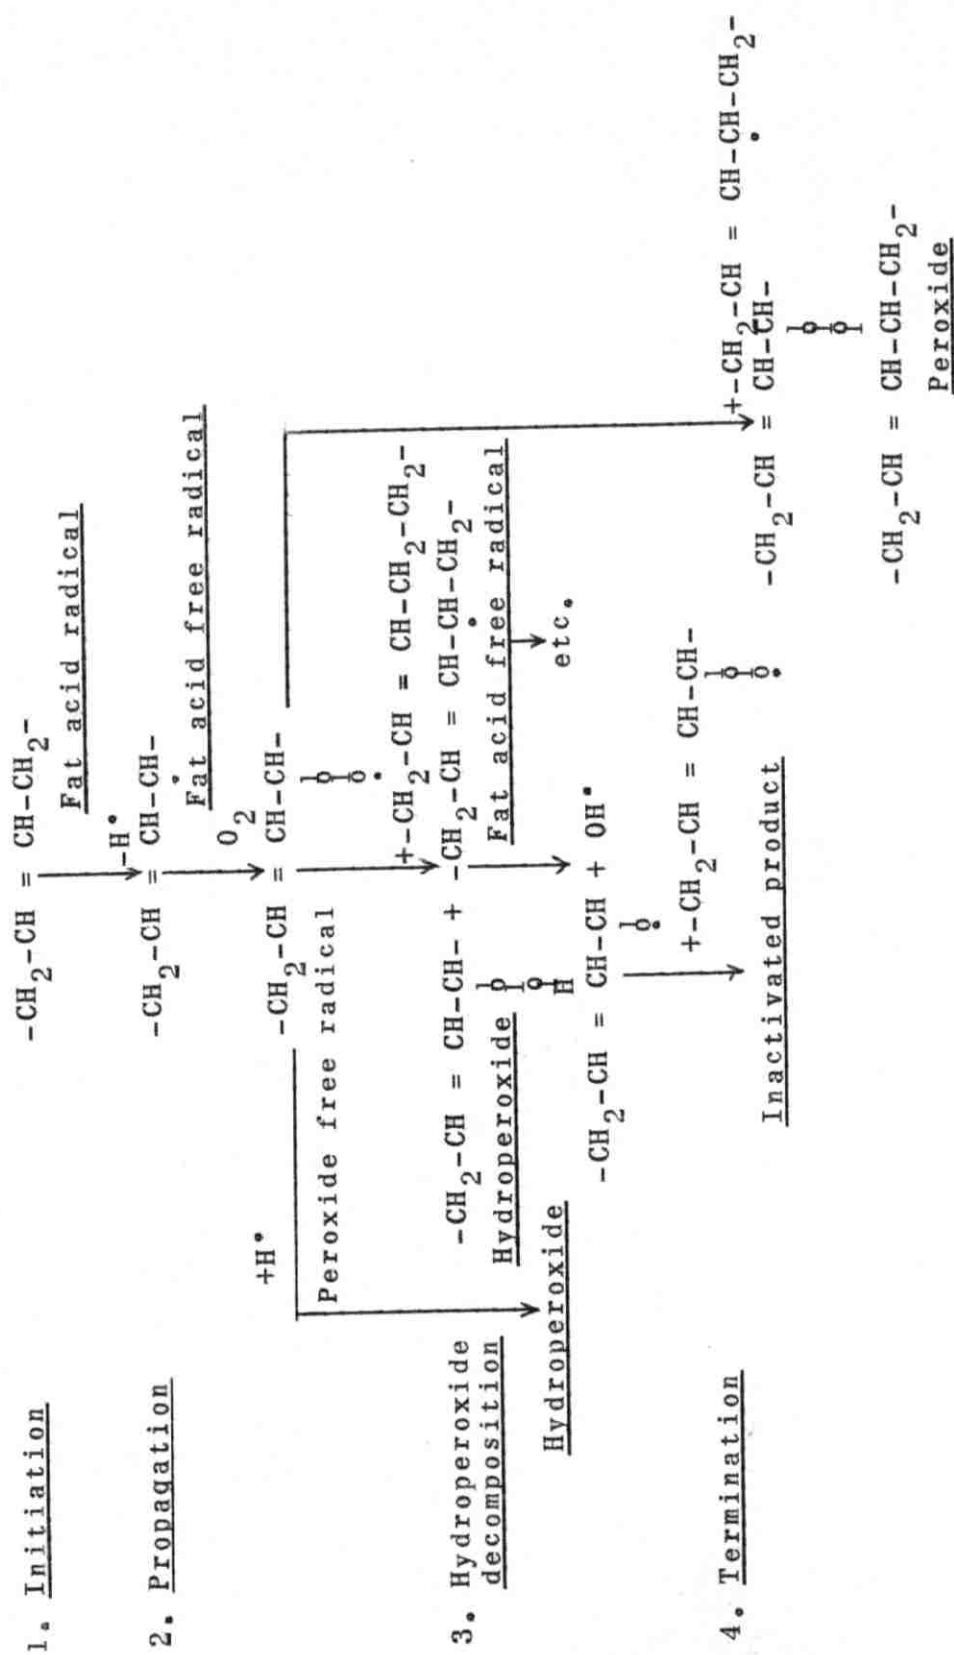 1. Initiation
-CH2-CH = CH-CH2-
Fat acid radical
-H•
2. Propagation
-CH2-CH = CH-CH-
•
Fat acid free radical
O2
-CH2-CH = CH-CH-
O
O
•
+H•
Peroxide free radical
+-CH2-CH = CH-CH2-CH2-
3. Hydroperoxide
decomposition
-CH2-CH = CH-CH- + -CH2-CH = CH-CH-CH2-
•
O
O
H
Hydroperoxide
Fat acid free radical
etc.
Hydroperoxide
-CH2-CH = CH-CH + OH•
O
•
+-CH2-CH = CH-CH-
O
O
•
4. Termination
Inactivated product
+-CH2-CH = CH-CH-CH2-
•
-CH2-CH = CH-CH-
O
O
-CH2-CH = CH-CH-CH2-
Peroxide